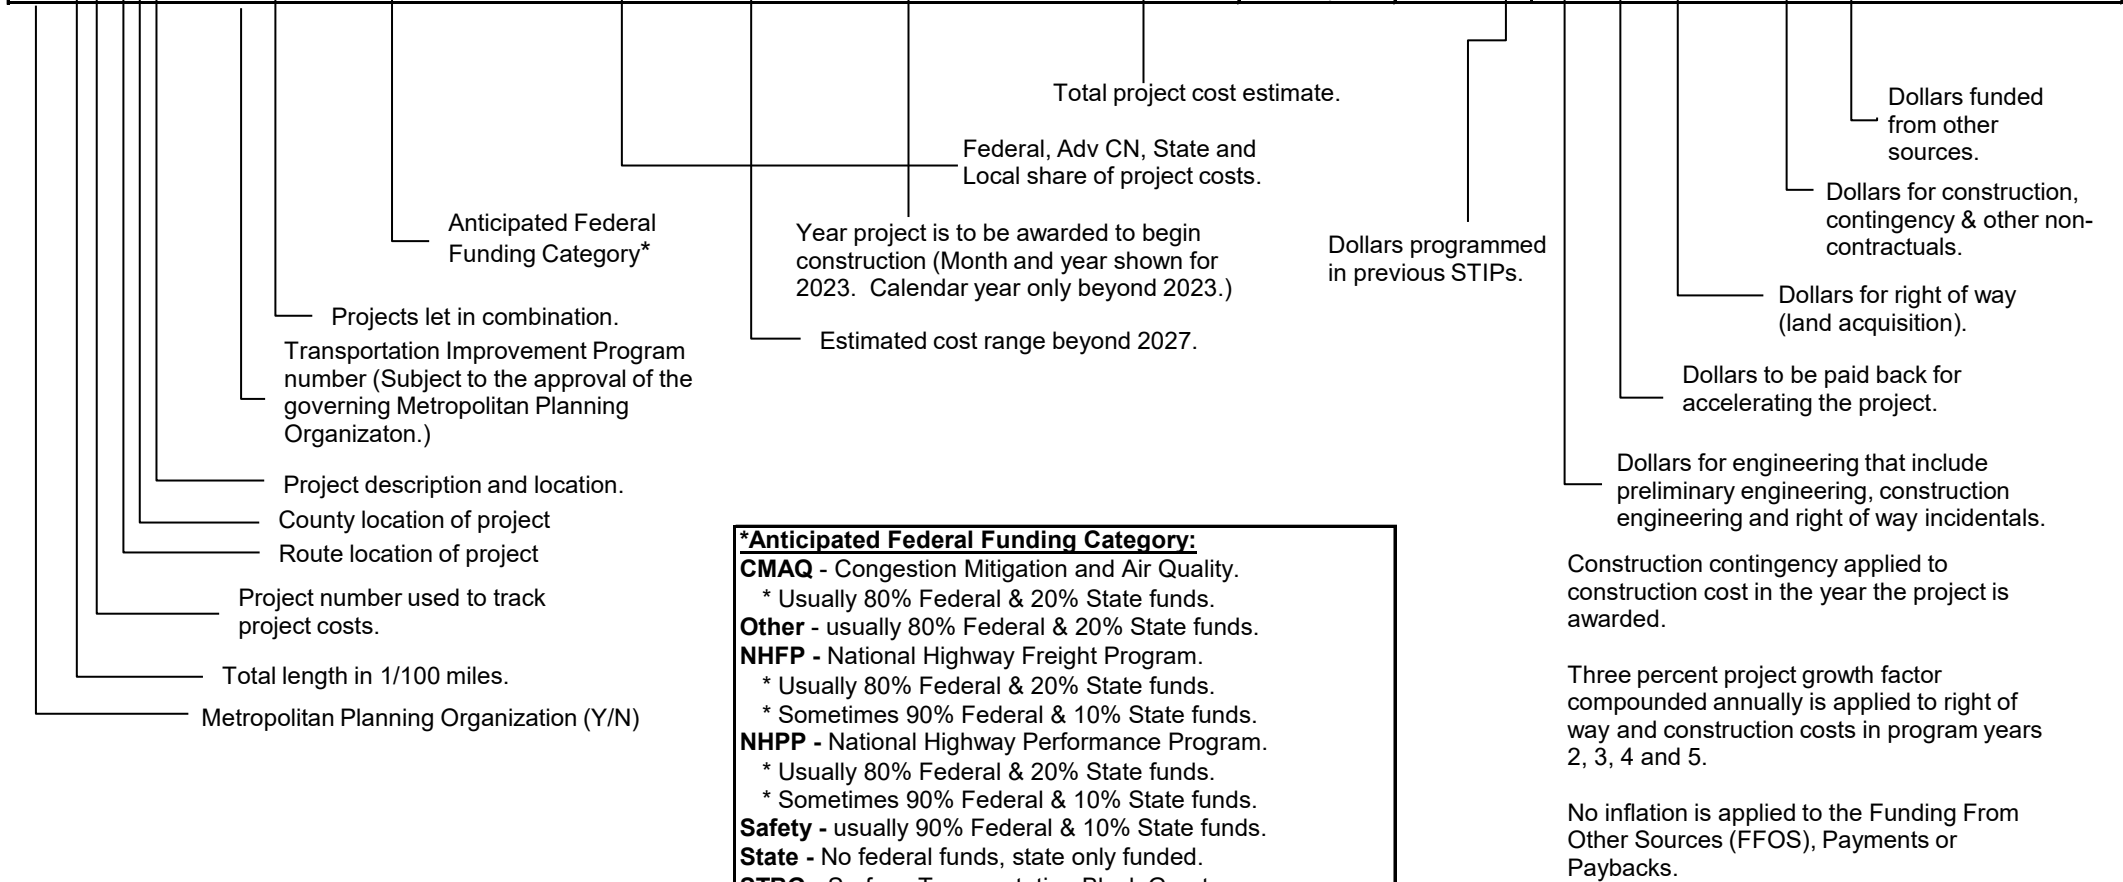 Total project cost estimate.
Federal, Adv CN, State and
Local share of project costs.
Anticipated Federal
Funding Category*
Year project is to be awarded to begin
construction (Month and year shown for
2023.  Calendar year only beyond 2023.)
Estimated cost range beyond 2027.
Projects let in combination.
Transportation Improvement Program
number (Subject to the approval of the
governing Metropolitan Planning
Organizaton.)
Project description and location.
County location of project
Route location of project
Project number used to track
project costs.
Total length in 1/100 miles.
Metropolitan Planning Organization (Y/N)
*Anticipated Federal Funding Category:
CMAQ - Congestion Mitigation and Air Quality.
* Usually 80% Federal & 20% State funds.
Other - usually 80% Federal & 20% State funds.
NHFP - National Highway Freight Program.
* Usually 80% Federal & 20% State funds.
* Sometimes 90% Federal & 10% State funds.
NHPP - National Highway Performance Program.
* Usually 80% Federal & 20% State funds.
* Sometimes 90% Federal & 10% State funds.
Safety - usually 90% Federal & 10% State funds.
State - No federal funds, state only funded.
Dollars programmed
in previous STIPs.
Dollars funded
from other
sources.
Dollars for construction,
contingency & other non-
contractuals.
Dollars for right of way
(land acquisition).
Dollars to be paid back for
accelerating the project.
Dollars for engineering that include
preliminary engineering, construction
engineering and right of way incidentals.
Construction contingency applied to
construction cost in the year the project is
awarded.
Three percent project growth factor
compounded annually is applied to right of
way and construction costs in program years
2, 3, 4 and 5.
No inflation is applied to the Funding From
Other Sources (FFOS), Payments or
Paybacks.